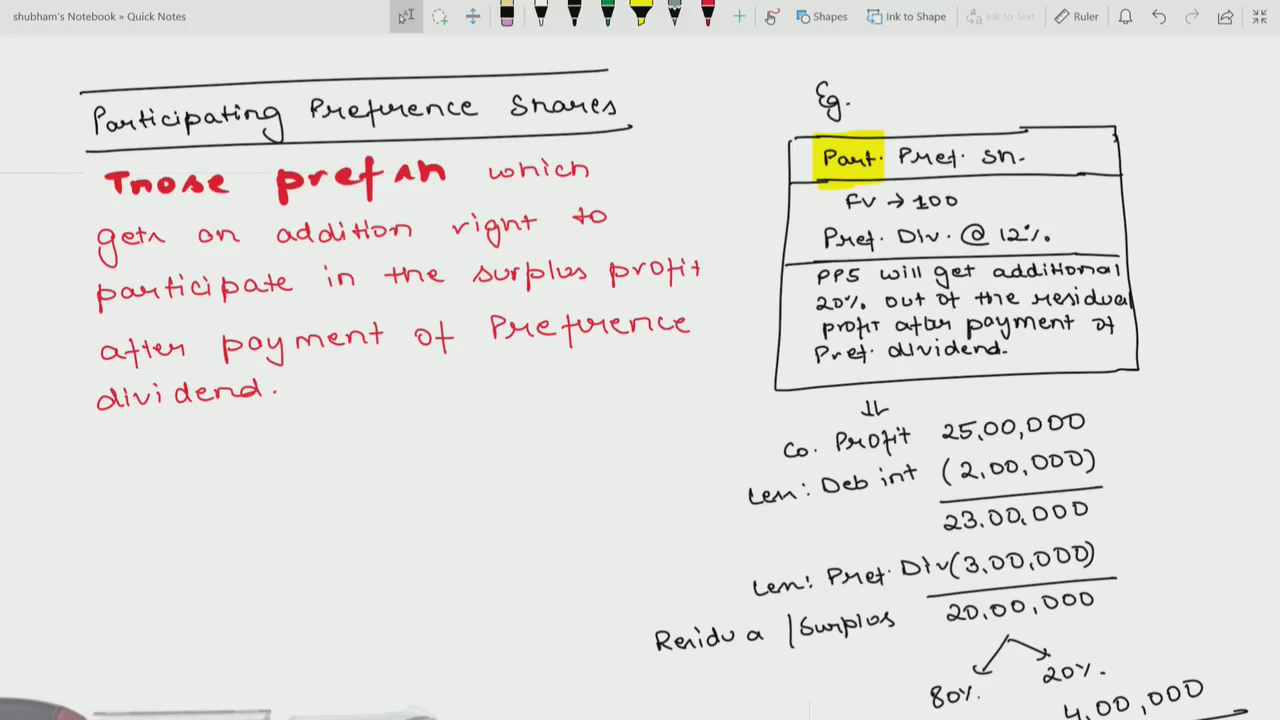 shubham's Notebook » Quick Notes
Shapes
Ink to Shape
Ink to Text
Ruler
Participating Preference Shares
Those pref sh which
gets an addition right to
participate in the surplus profit
after payment of Preference
dividend.
Eg.
Part. Pref. Sh.
FV → 100
Pref. Div. @ 12%.
PPS will get additional
20%. out of the residual
profit after payment of
Pref. dividend.
Co. Profit 25,00,000
Less: Deb int (2,00,000)
23.00,000
Less: Pref. Div (3,00,000)
Residua / Surplus 20,00,000
80%. 20%.
4,00,000